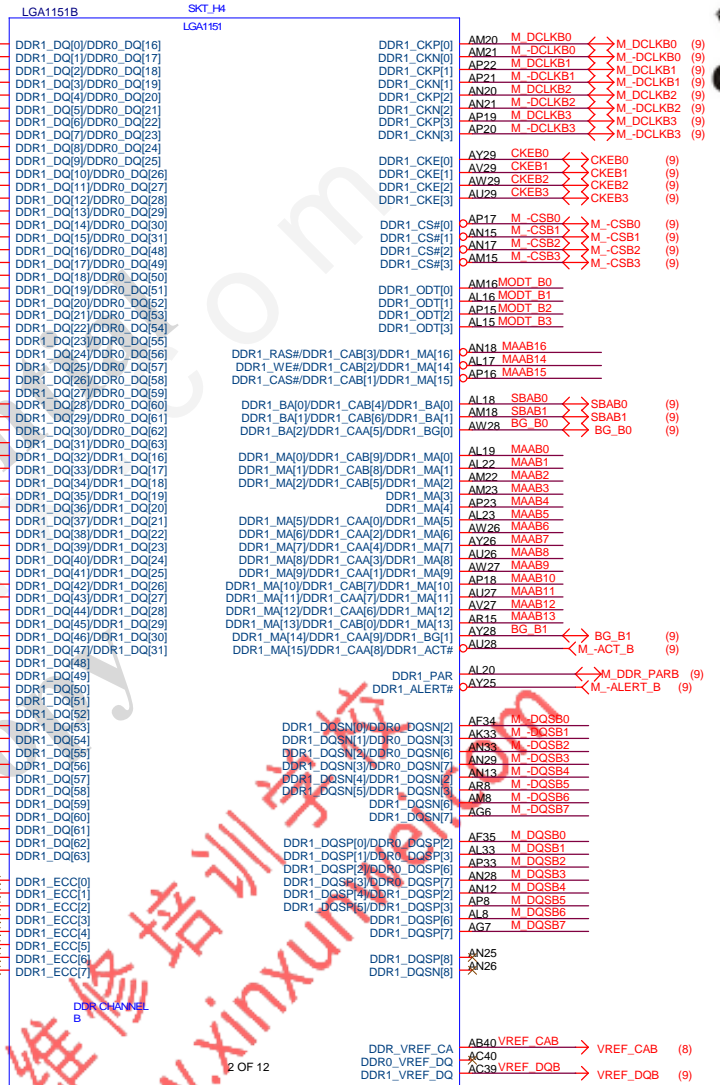 LGA1151B
SKT_H4
LGA1151
DDR1_DQ[0]/DDR0_DQ[16]
DDR1_DQ[1]/DDR0_DQ[17]
DDR1_DQ[2]/DDR0_DQ[18]
DDR1_DQ[3]/DDR0_DQ[19]
DDR1_DQ[4]/DDR0_DQ[20]
DDR1_DQ[5]/DDR0_DQ[21]
DDR1_DQ[6]/DDR0_DQ[22]
DDR1_DQ[7]/DDR0_DQ[23]
DDR1_DQ[8]/DDR0_DQ[24]
DDR1_DQ[9]/DDR0_DQ[25]
DDR1_DQ[10]/DDR0_DQ[26]
DDR1_DQ[11]/DDR0_DQ[27]
DDR1_DQ[12]/DDR0_DQ[28]
DDR1_DQ[13]/DDR0_DQ[29]
DDR1_DQ[14]/DDR0_DQ[30]
DDR1_DQ[15]/DDR0_DQ[31]
DDR1_DQ[16]/DDR0_DQ[48]
DDR1_DQ[17]/DDR0_DQ[49]
DDR1_DQ[18]/DDR0_DQ[50]
DDR1_DQ[19]/DDR0_DQ[51]
DDR1_DQ[20]/DDR0_DQ[52]
DDR1_DQ[21]/DDR0_DQ[53]
DDR1_DQ[22]/DDR0_DQ[54]
DDR1_DQ[23]/DDR0_DQ[55]
DDR1_DQ[24]/DDR0_DQ[56]
DDR1_DQ[25]/DDR0_DQ[57]
DDR1_DQ[26]/DDR0_DQ[58]
DDR1_DQ[27]/DDR0_DQ[59]
DDR1_DQ[28]/DDR0_DQ[60]
DDR1_DQ[29]/DDR0_DQ[61]
DDR1_DQ[30]/DDR0_DQ[62]
DDR1_DQ[31]/DDR0_DQ[63]
DDR1_DQ[32]/DDR1_DQ[16]
DDR1_DQ[33]/DDR1_DQ[17]
DDR1_DQ[34]/DDR1_DQ[18]
DDR1_DQ[35]/DDR1_DQ[19]
DDR1_DQ[36]/DDR1_DQ[20]
DDR1_DQ[37]/DDR1_DQ[21]
DDR1_DQ[38]/DDR1_DQ[22]
DDR1_DQ[39]/DDR1_DQ[23]
DDR1_DQ[40]/DDR1_DQ[24]
DDR1_DQ[41]/DDR1_DQ[25]
DDR1_DQ[42]/DDR1_DQ[26]
DDR1_DQ[43]/DDR1_DQ[27]
DDR1_DQ[44]/DDR1_DQ[28]
DDR1_DQ[45]/DDR1_DQ[29]
DDR1_DQ[46]/DDR1_DQ[30]
DDR1_DQ[47]/DDR1_DQ[31]
DDR1_DQ[48]
DDR1_DQ[49]
DDR1_DQ[50]
DDR1_DQ[51]
DDR1_DQ[52]
DDR1_DQ[53]
DDR1_DQ[54]
DDR1_DQ[55]
DDR1_DQ[56]
DDR1_DQ[57]
DDR1_DQ[58]
DDR1_DQ[59]
DDR1_DQ[60]
DDR1_DQ[61]
DDR1_DQ[62]
DDR1_DQ[63]
DDR1_ECC[0]
DDR1_ECC[1]
DDR1_ECC[2]
DDR1_ECC[3]
DDR1_ECC[4]
DDR1_ECC[5]
DDR1_ECC[6]
DDR1_ECC[7]
DDR CHANNEL
B
2 OF 12
DDR1_CKP[0] AM20 M_DCLKB0 M_DCLKB0 (9)
DDR1_CKN[0] AM21 M_-DCLKB0 M_-DCLKB0 (9)
DDR1_CKP[1] AP22 M_DCLKB1 M_DCLKB1 (9)
DDR1_CKN[1] AP21 M_-DCLKB1 M_-DCLKB1 (9)
DDR1_CKP[2] AN20 M_DCLKB2 M_DCLKB2 (9)
DDR1_CKN[2] AN21 M_-DCLKB2 M_-DCLKB2 (9)
DDR1_CKP[3] AP19 M_DCLKB3 M_DCLKB3 (9)
DDR1_CKN[3] AP20 M_-DCLKB3 M_-DCLKB3 (9)
DDR1_CKE[0] AY29 CKEB0 CKEB0 (9)
DDR1_CKE[1] AV29 CKEB1 CKEB1 (9)
DDR1_CKE[2] AW29 CKEB2 CKEB2 (9)
DDR1_CKE[3] AU29 CKEB3 CKEB3 (9)
DDR1_CS#[0] AP17 M_-CSB0 M_-CSB0 (9)
DDR1_CS#[1] AN15 M_-CSB1 M_-CSB1 (9)
DDR1_CS#[2] AN17 M_-CSB2 M_-CSB2 (9)
DDR1_CS#[3] AM15 M_-CSB3 M_-CSB3 (9)
DDR1_ODT[0] AM16 MODT_B0
DDR1_ODT[1] AL16 MODT_B1
DDR1_ODT[2] AP15 MODT_B2
DDR1_ODT[3] AL15 MODT_B3
DDR1_RAS#/DDR1_CAB[3]/DDR1_MA[16] AN18 MAAB16
DDR1_WE#/DDR1_CAB[2]/DDR1_MA[14] AL17 MAAB14
DDR1_CAS#/DDR1_CAB[1]/DDR1_MA[15] AP16 MAAB15
DDR1_BA[0]/DDR1_CAB[4]/DDR1_BA[0] AL18 SBAB0 SBAB0 (9)
DDR1_BA[1]/DDR1_CAB[6]/DDR1_BA[1] AM18 SBAB1 SBAB1 (9)
DDR1_BA[2]/DDR1_CAA[5]/DDR1_BG[0] AW28 BG_B0 BG_B0 (9)
DDR1_MA[0]/DDR1_CAB[9]/DDR1_MA[0] AL19 MAAB0
DDR1_MA[1]/DDR1_CAB[8]/DDR1_MA[1] AL22 MAAB1
DDR1_MA[2]/DDR1_CAB[5]/DDR1_MA[2] AM22 MAAB2
DDR1_MA[3] AM23 MAAB3
DDR1_MA[4] AP23 MAAB4
DDR1_MA[5]/DDR1_CAA[0]/DDR1_MA[5] AL23 MAAB5
DDR1_MA[6]/DDR1_CAA[2]/DDR1_MA[6] AW26 MAAB6
DDR1_MA[7]/DDR1_CAA[4]/DDR1_MA[7] AY26 MAAB7
DDR1_MA[8]/DDR1_CAA[3]/DDR1_MA[8] AU26 MAAB8
DDR1_MA[9]/DDR1_CAA[1]/DDR1_MA[9] AW27 MAAB9
DDR1_MA[10]/DDR1_CAB[7]/DDR1_MA[10] AP18 MAAB10
DDR1_MA[11]/DDR1_CAA[7]/DDR1_MA[11] AU27 MAAB11
DDR1_MA[12]/DDR1_CAA[6]/DDR1_MA[12] AV27 MAAB12
DDR1_MA[13]/DDR1_CAB[0]/DDR1_MA[13] AR15 MAAB13
DDR1_MA[14]/DDR1_CAA[9]/DDR1_BG[1] AY28 BG_B1 BG_B1 (9)
DDR1_MA[15]/DDR1_CAA[8]/DDR1_ACT# AU28 M_-ACT_B (9)
DDR1_PAR AL20 M_DDR_PARB (9)
DDR1_ALERT# AY25 M_-ALERT_B (9)
DDR1_DQSN[0]/DDR0_DQSN[2] AF34 M_-DQSB0
DDR1_DQSN[1]/DDR0_DQSN[3] AK33 M_-DQSB1
DDR1_DQSN[2]/DDR0_DQSN[6] AN33 M_-DQSB2
DDR1_DQSN[3]/DDR0_DQSN[7] AN29 M_-DQSB3
DDR1_DQSN[4]/DDR1_DQSN[2] AN13 M_-DQSB4
DDR1_DQSN[5]/DDR1_DQSN[3] AR8 M_-DQSB5
DDR1_DQSN[6] AM8 M_-DQSB6
DDR1_DQSN[7] AG6 M_-DQSB7
DDR1_DQSP[0]/DDR0_DQSP[2] AF35 M_DQSB0
DDR1_DQSP[1]/DDR0_DQSP[3] AL33 M_DQSB1
DDR1_DQSP[2]/DDR0_DQSP[6] AP33 M_DQSB2
DDR1_DQSP[3]/DDR0_DQSP[7] AN28 M_DQSB3
DDR1_DQSP[4]/DDR1_DQSP[2] AN12 M_DQSB4
DDR1_DQSP[5]/DDR1_DQSP[3] AP8 M_DQSB5
DDR1_DQSP[6] AL8 M_DQSB6
DDR1_DQSP[7] AG7 M_DQSB7
DDR1_DQSP[8] AN25
DDR1_DQSN[8] AN26
DDR_VREF_CA AB40 VREF_CAB VREF_CAB (8)
DDR0_VREF_DQ AC40
DDR1_VREF_DQ AC39 VREF_DQB VREF_DQB (9)
维修培训学校
.xinxunwei.com